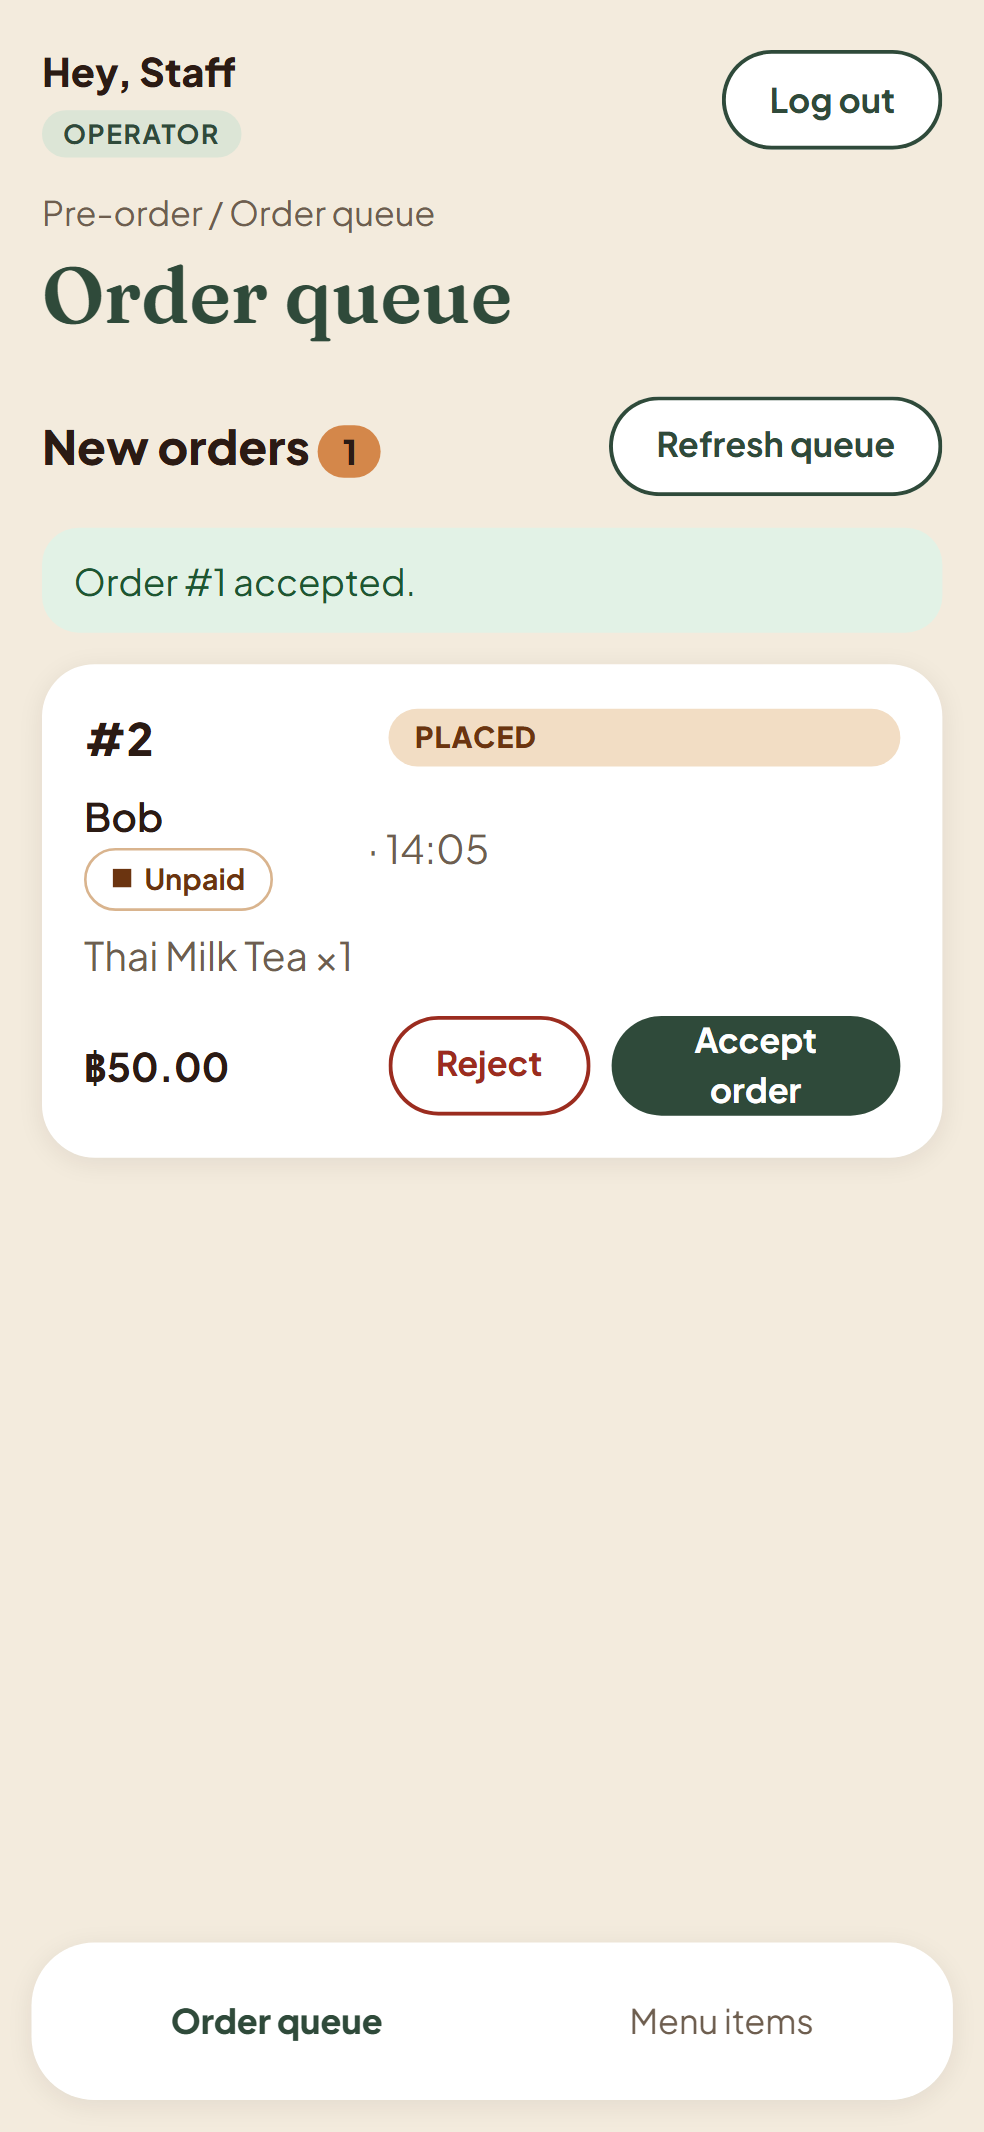 Hey, Staff
OPERATOR
Log out
Pre-order / Order queue
Order queue
New orders 1
Refresh queue
Order #1 accepted.
#2
PLACED
Bob
Unpaid
· 14:05
Thai Milk Tea ×1
฿50.00
Reject
Accept
order
Order queue
Menu items